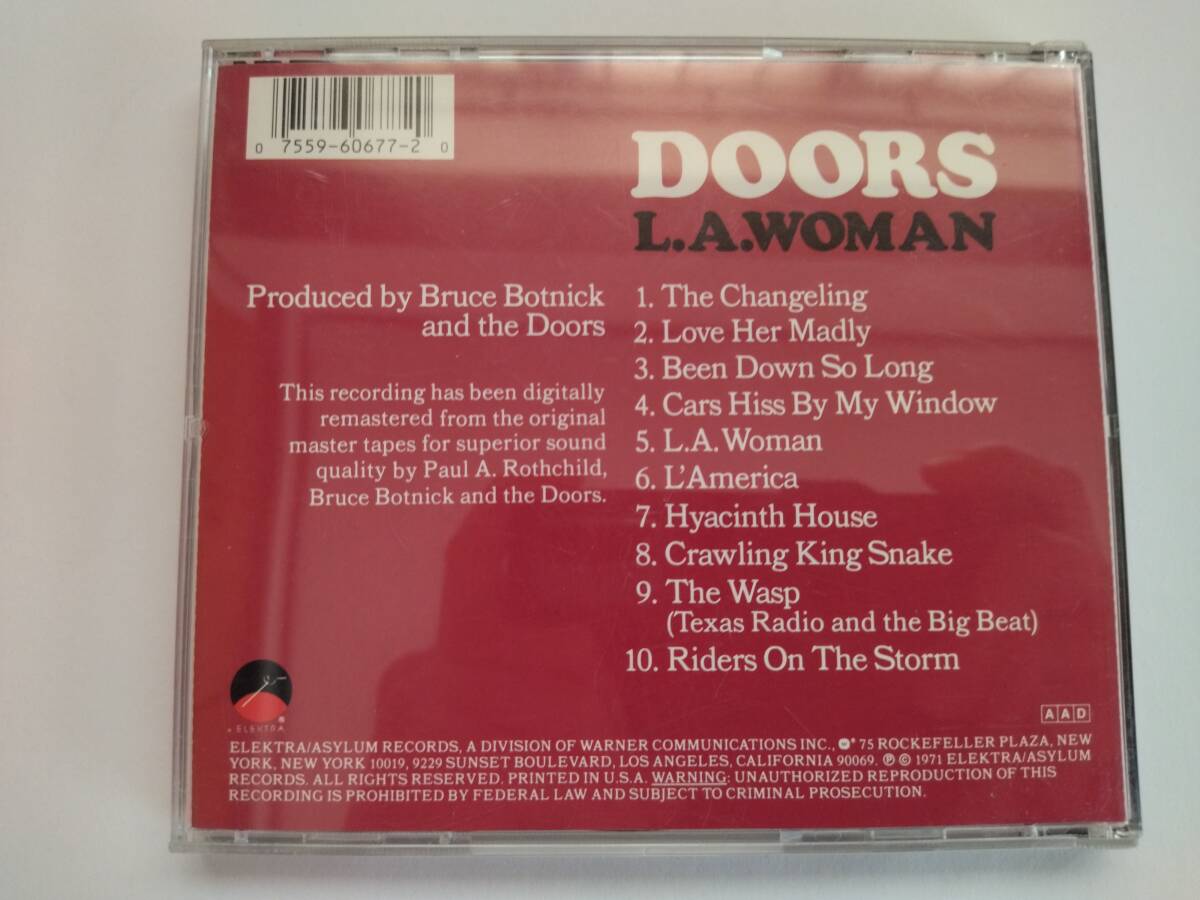 0 7559-60677-2 0
DOORS
L.A.WOMAN
Produced by Bruce Botnick
and the Doors
This recording has been digitally
remastered from the original
master tapes for superior sound
quality by Paul A. Rothchild,
Bruce Botnick and the Doors.
1. The Changeling
2. Love Her Madly
3. Been Down So Long
4. Cars Hiss By My Window
5. L.A. Woman
6. L'America
7. Hyacinth House
8. Crawling King Snake
9. The Wasp
(Texas Radio and the Big Beat)
10. Riders On The Storm
ELEKTRA
AAD
ELEKTRA/ASYLUM RECORDS, A DIVISION OF WARNER COMMUNICATIONS INC., 75 ROCKEFELLER PLAZA, NEW
YORK, NEW YORK 10019, 9229 SUNSET BOULEVARD, LOS ANGELES, CALIFORNIA 90069. ℗ © 1971 ELEKTRA/ASYLUM
RECORDS. ALL RIGHTS RESERVED. PRINTED IN U.S.A. WARNING: UNAUTHORIZED REPRODUCTION OF THIS
RECORDING IS PROHIBITED BY FEDERAL LAW AND SUBJECT TO CRIMINAL PROSECUTION.